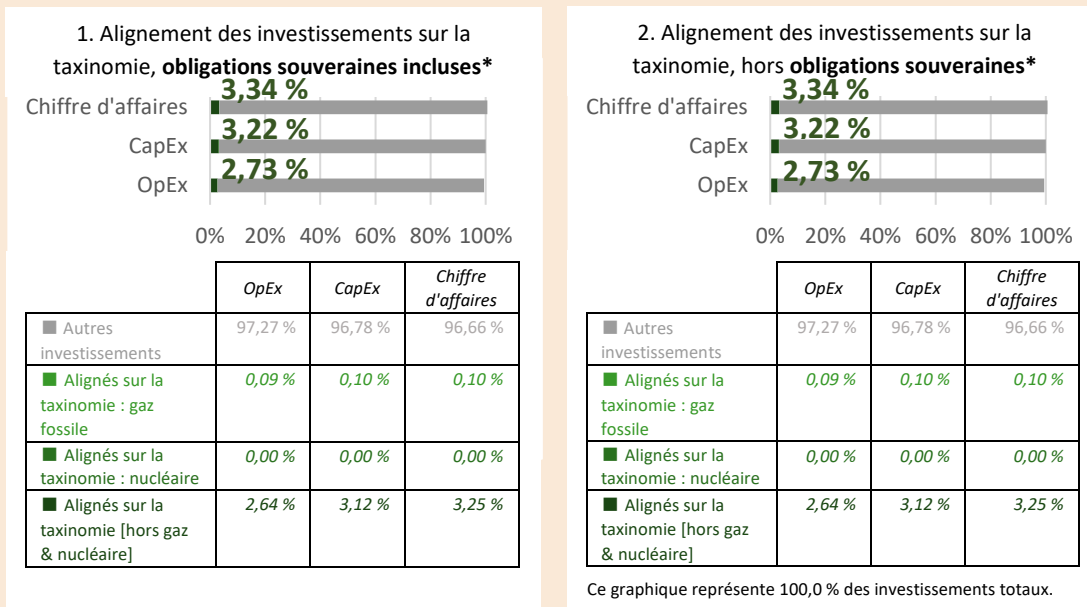 1. Alignement des investissements sur la
taxinomie, obligations souveraines incluses*
Chiffre d'affaires 3,34 %
CapEx 3,22 %
OpEx 2,73 %
0% 20% 40% 60% 80% 100%
OpEx CapEx Chiffre
d'affaires
Autres 97,27 % 96,78 % 96,66 %
investissements
Alignés sur la 0,09 % 0,10 % 0,10 %
taxinomie : gaz
fossile
Alignés sur la 0,00 % 0,00 % 0,00 %
taxinomie : nucléaire
Alignés sur la 2,64 % 3,12 % 3,25 %
taxinomie [hors gaz
& nucléaire]
2. Alignement des investissements sur la
taxinomie, hors obligations souveraines*
Chiffre d'affaires 3,34 %
CapEx 3,22 %
OpEx 2,73 %
0% 20% 40% 60% 80% 100%
OpEx CapEx Chiffre
d'affaires
Autres 97,27 % 96,78 % 96,66 %
investissements
Alignés sur la 0,09 % 0,10 % 0,10 %
taxinomie : gaz
fossile
Alignés sur la 0,00 % 0,00 % 0,00 %
taxinomie : nucléaire
Alignés sur la 2,64 % 3,12 % 3,25 %
taxinomie [hors gaz
& nucléaire]
Ce graphique représente 100,0 % des investissements totaux.